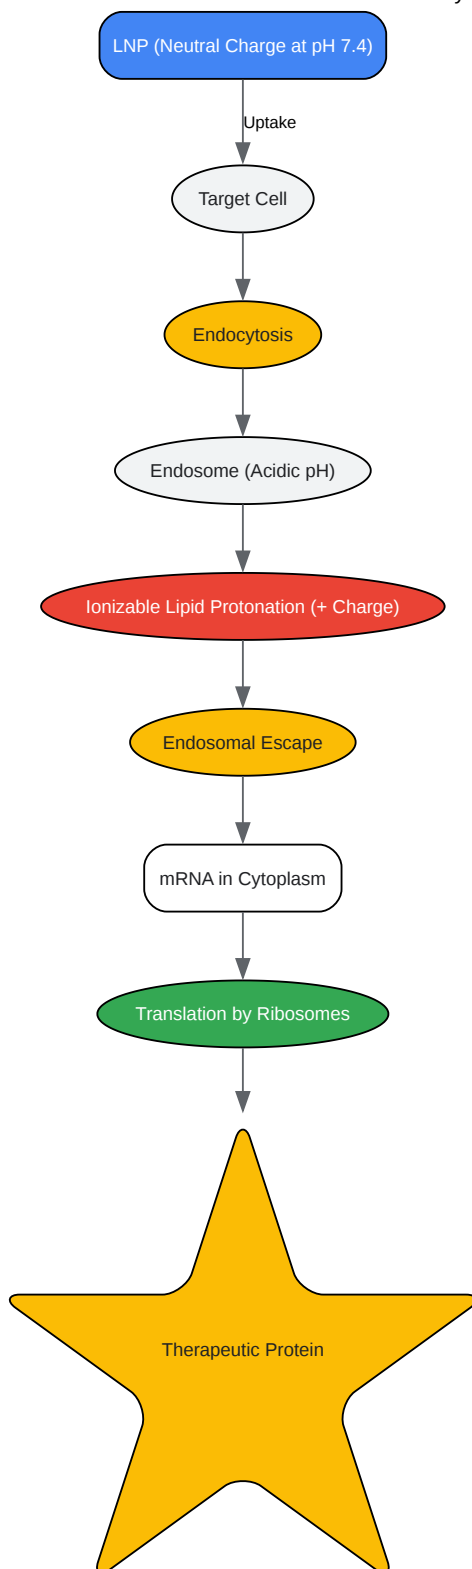 LNP (Neutral Charge at pH 7.4)
Uptake
Target Cell
Endocytosis
Endosome (Acidic pH)
Ionizable Lipid Protonation (+ Charge)
Endosomal Escape
mRNA in Cytoplasm
Translation by Ribosomes
Therapeutic Protein